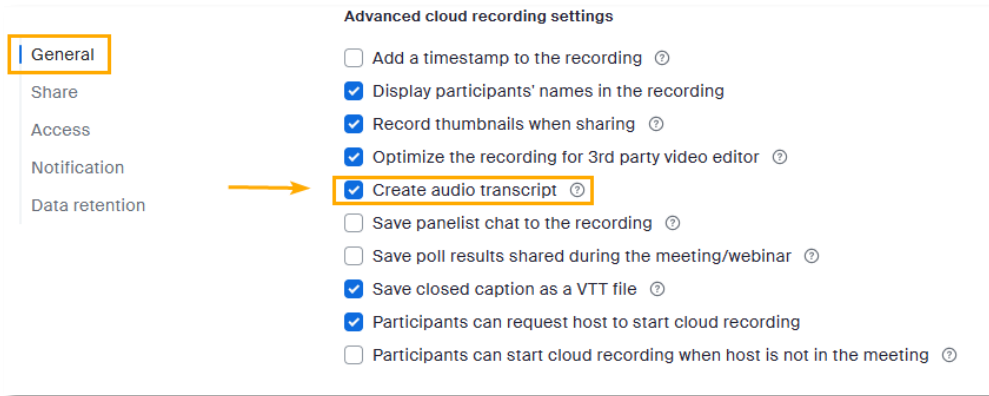 Advanced cloud recording settings
General
Share
Access
Notification
Data retention
Add a timestamp to the recording ?
Display participants' names in the recording
Record thumbnails when sharing ?
Optimize the recording for 3rd party video editor ?
Create audio transcript ?
Save panelist chat to the recording ?
Save poll results shared during the meeting/webinar ?
Save closed caption as a VTT file ?
Participants can request host to start cloud recording
Participants can start cloud recording when host is not in the meeting ?